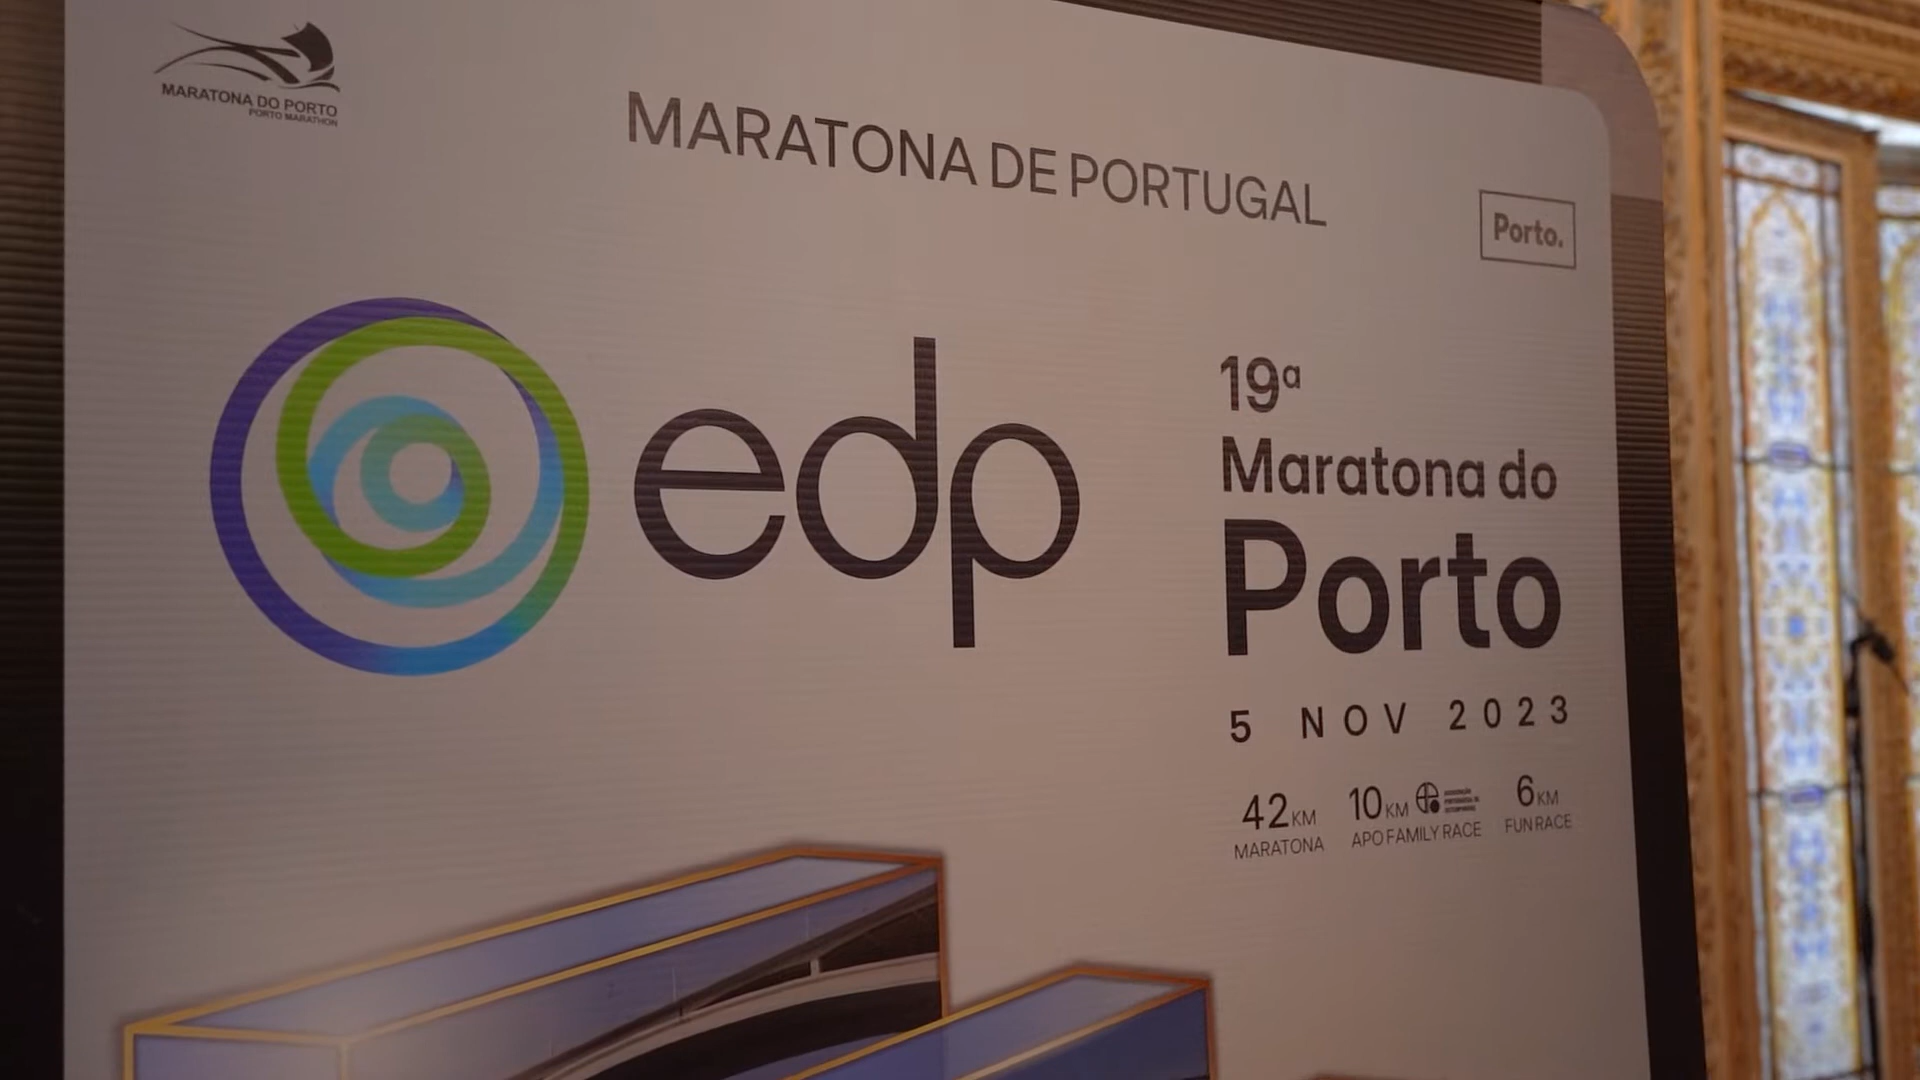 MARATONA DO PORTO
PORTO MARATHON
MARATONA DE PORTUGAL
Porto.
edp
19ª
Maratona do
Porto
5 NOV 2023
42KM 10KM 6KM
MARATONA APO FAMILY RACE FUN RACE